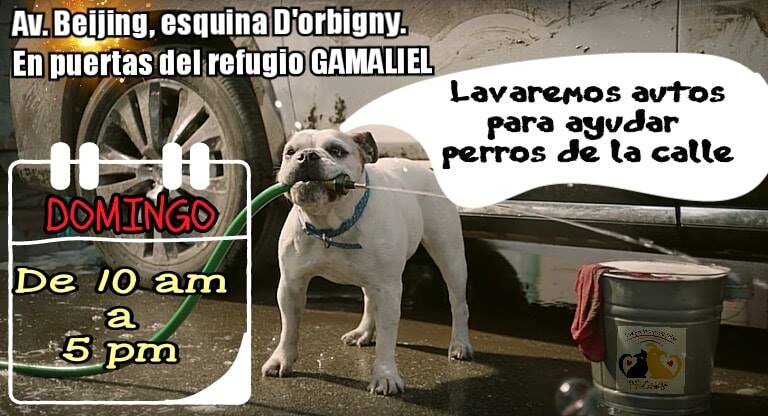 Av. Beijing, esquina D'orbigny.
En puertas del refugio GAMALIEL
Lavaremos autos
para ayudar
perros de la calle
DOMINGO
De 10 am
a
5 pm